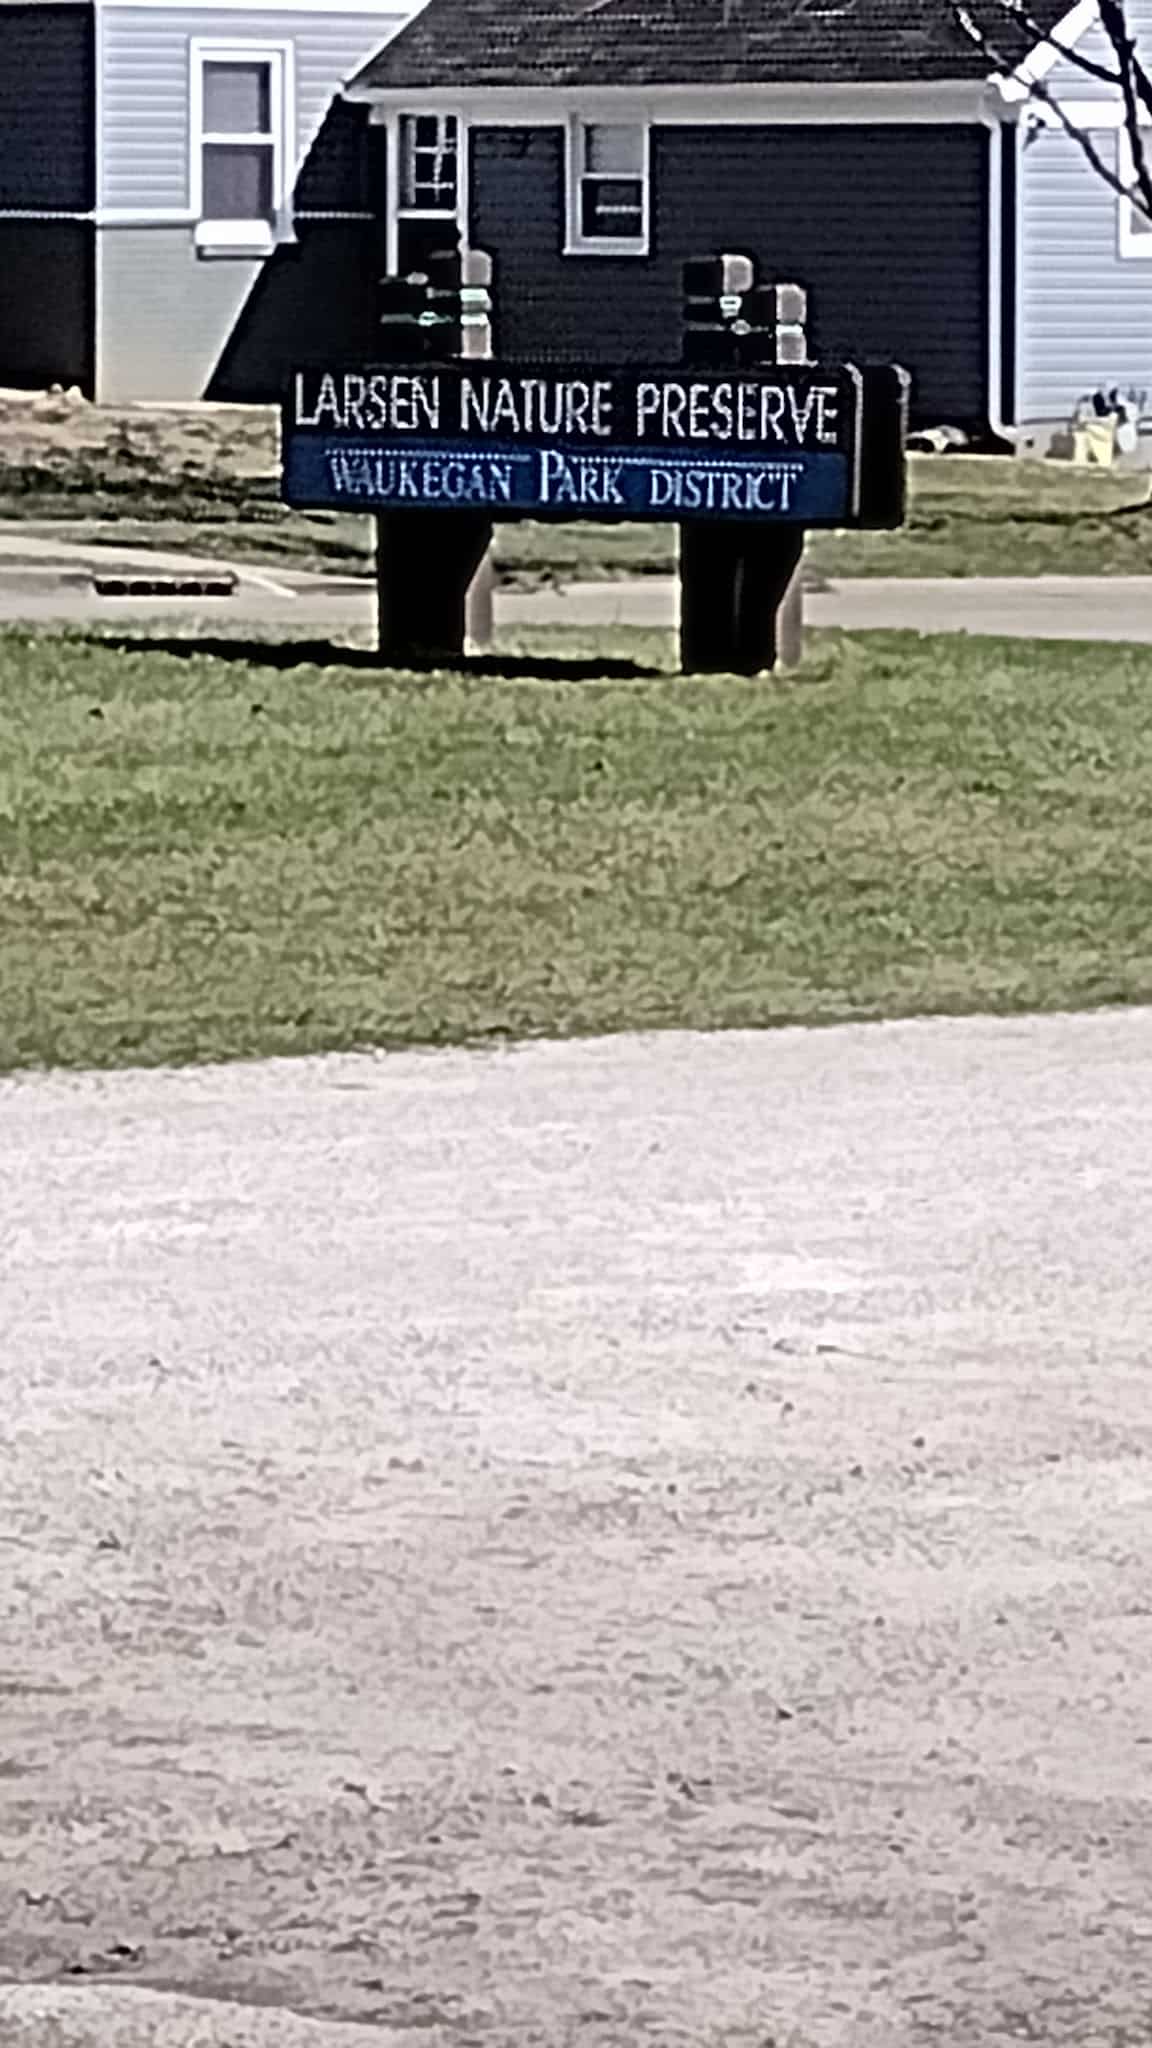 LARSEN NATURE PRESERVE
WAUKEGAN PARK DISTRICT